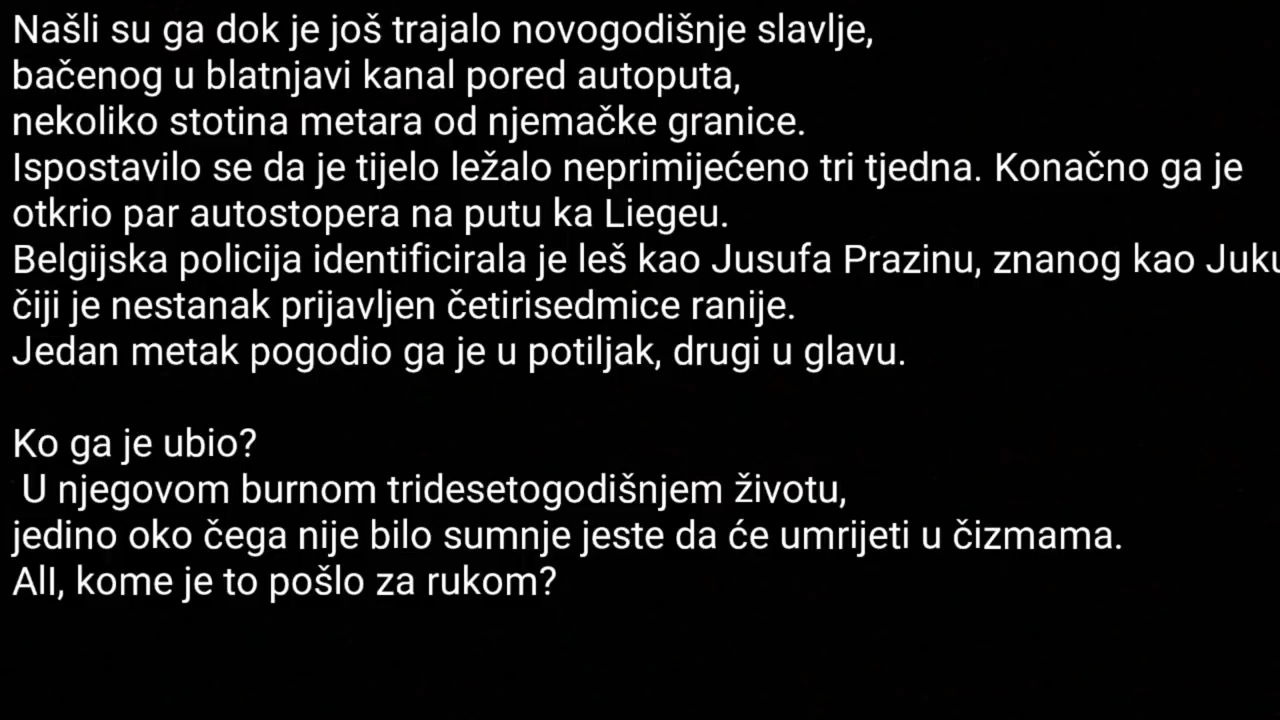 Našli su ga dok je još trajalo novogodišnje slavlje,
bačenog u blatnjavi kanal pored autoputa,
nekoliko stotina metara od njemačke granice.
Ispostavilo se da je tijelo ležalo neprimijećeno tri tjedna. Konačno ga je
otkrio par autostopera na putu ka Liegeu.
Belgijska policija identificirala je leš kao Jusufa Prazinu, znanog kao Juku
čiji je nestanak prijavljen četirisedmice ranije.
Jedan metak pogodio ga je u potiljak, drugi u glavu.
Ko ga je ubio?
U njegovom burnom tridesetogodišnjem životu,
jedino oko čega nije bilo sumnje jeste da će umrijeti u čizmama.
AlI, kome je to pošlo za rukom?